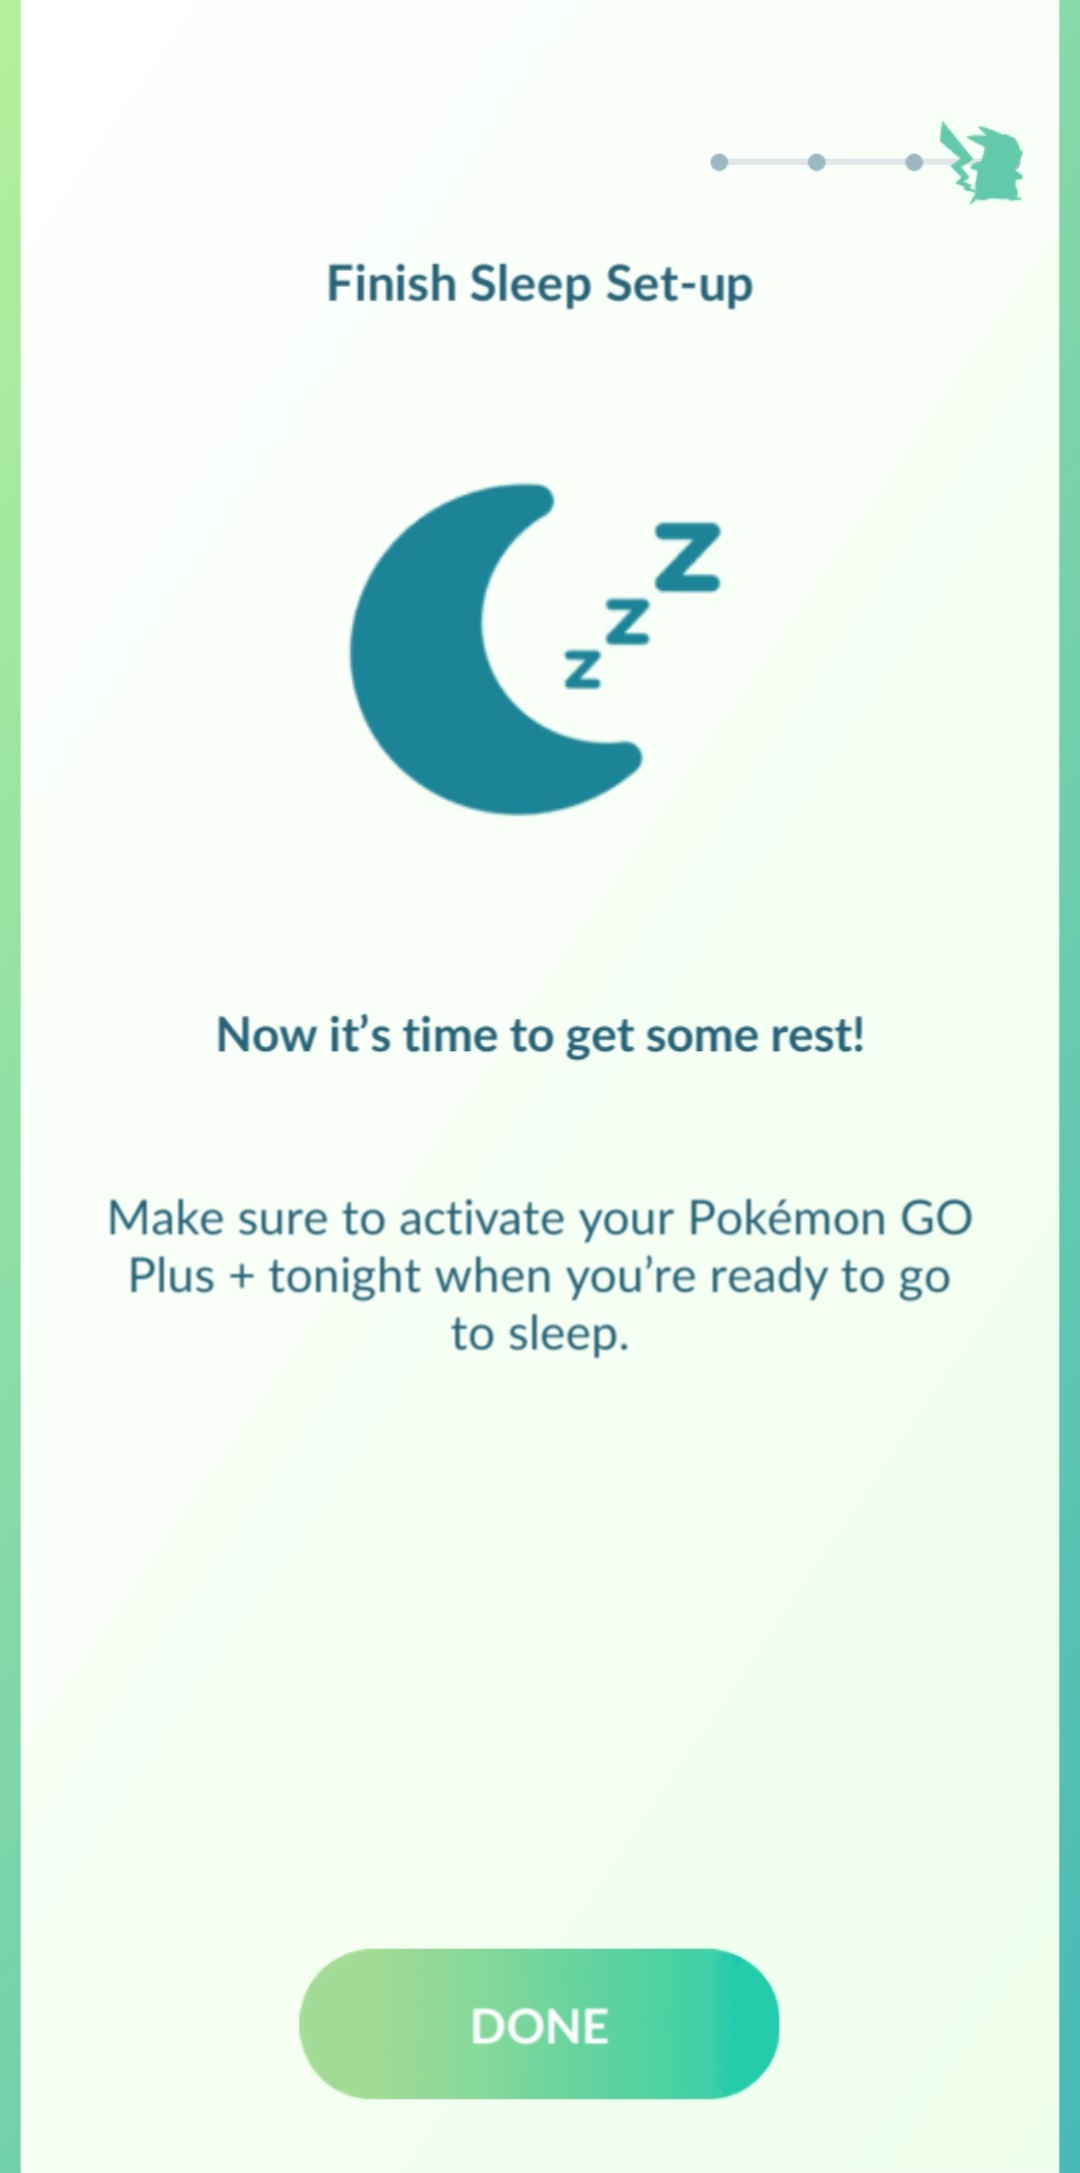 Finish Sleep Set-up
z
z
z
Now it’s time to get some rest!
Make sure to activate your Pokémon GO
Plus + tonight when you’re ready to go
to sleep.
DONE